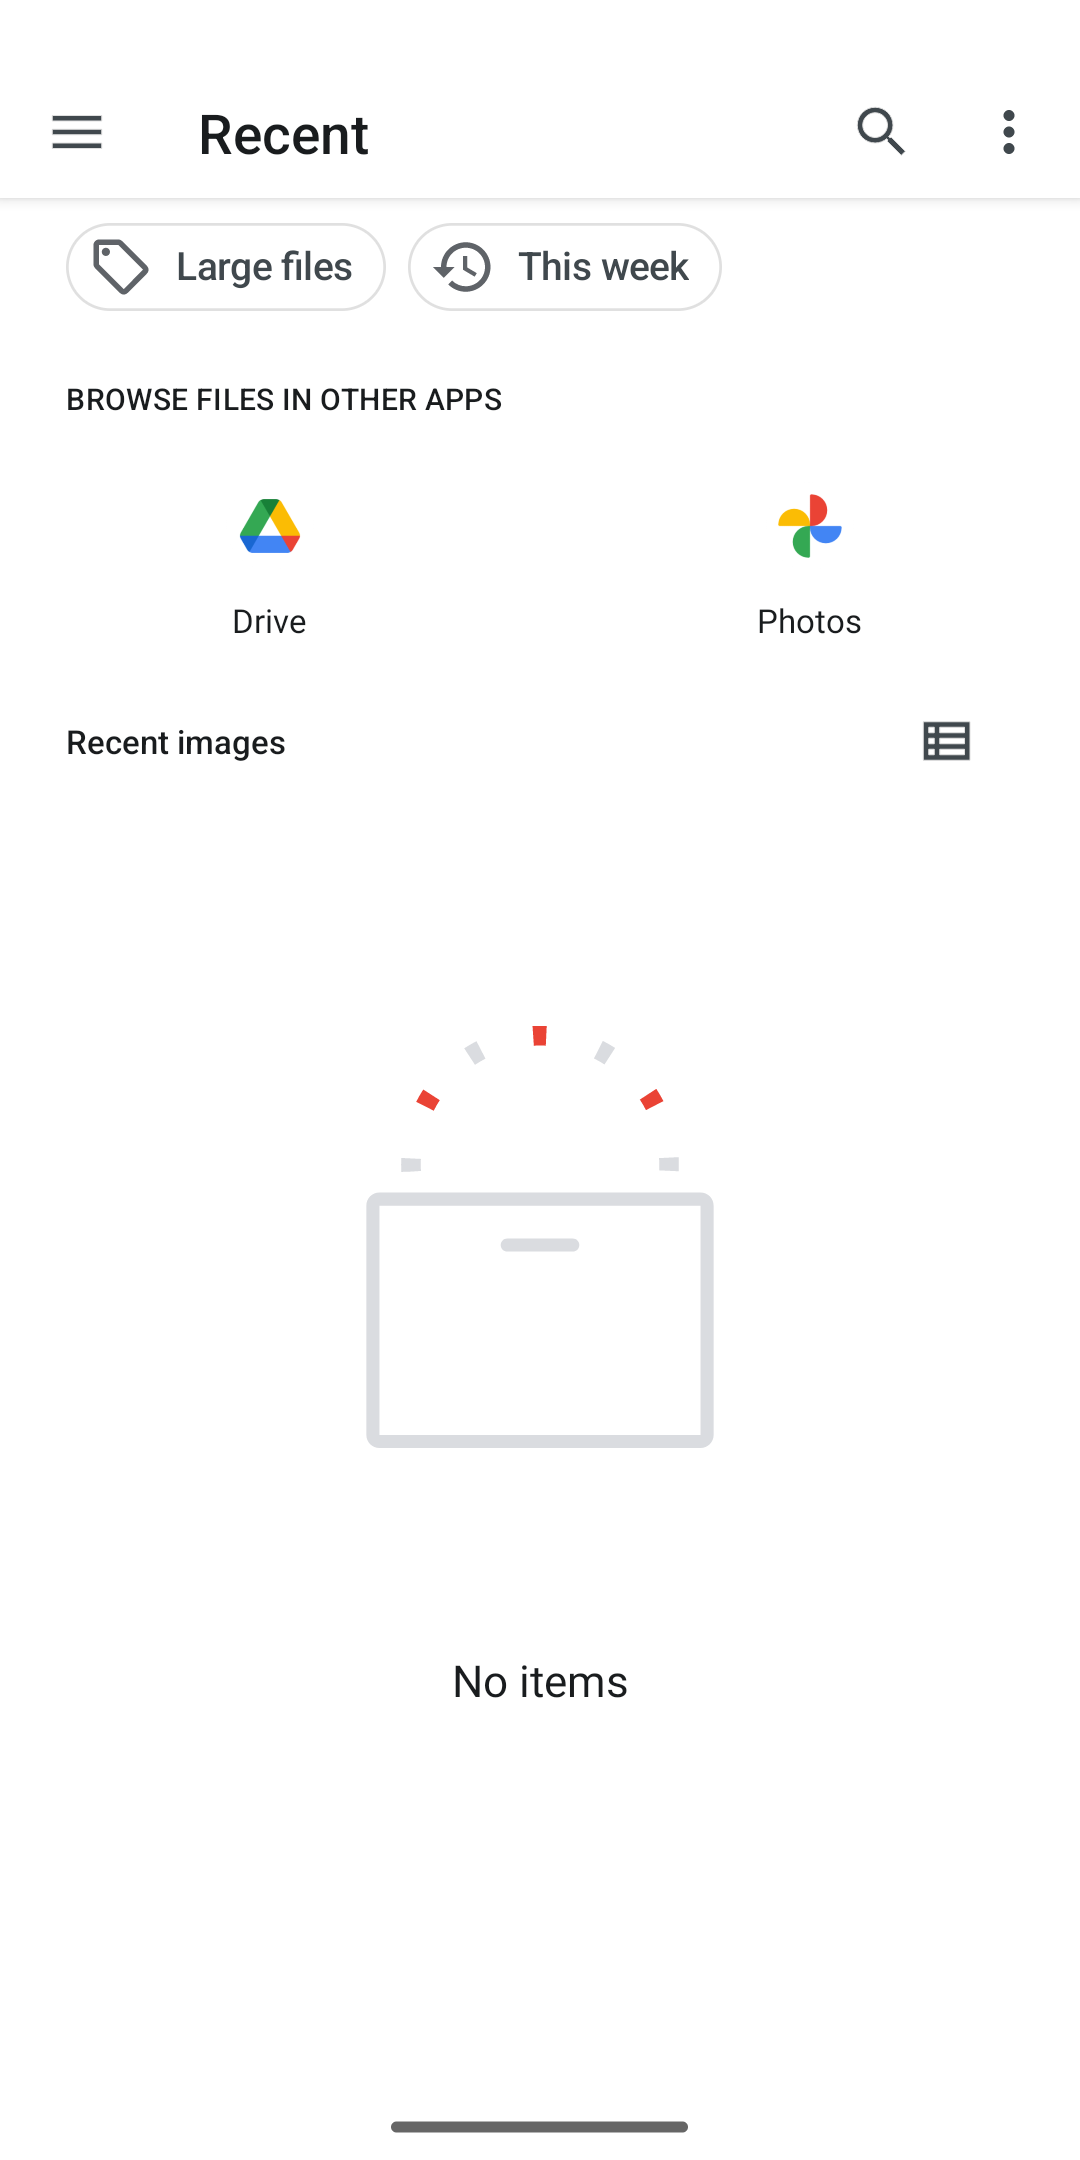 Recent
Large files
This week
BROWSE FILES IN OTHER APPS
Drive
Photos
Recent images
No items